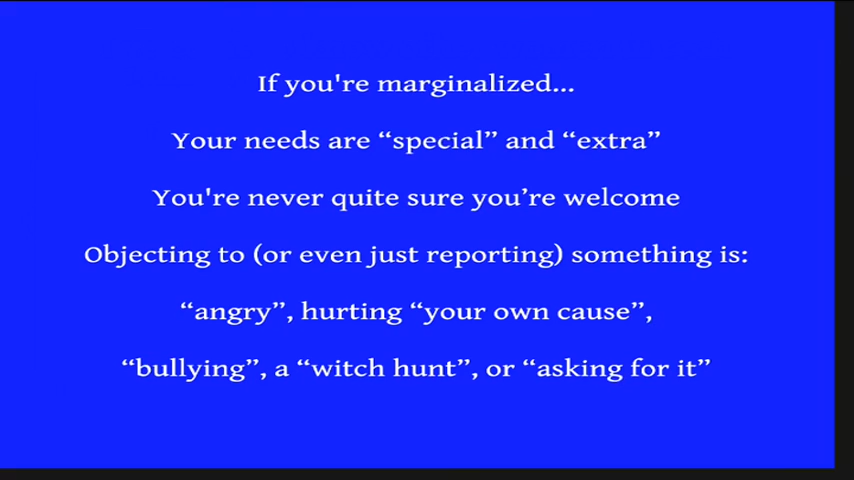 If you're marginalized...
Your needs are “special” and “extra”
You're never quite sure you’re welcome
Objecting to (or even just reporting) something is:
“angry”, hurting “your own cause”,
“bullying”, a “witch hunt”, or “asking for it”